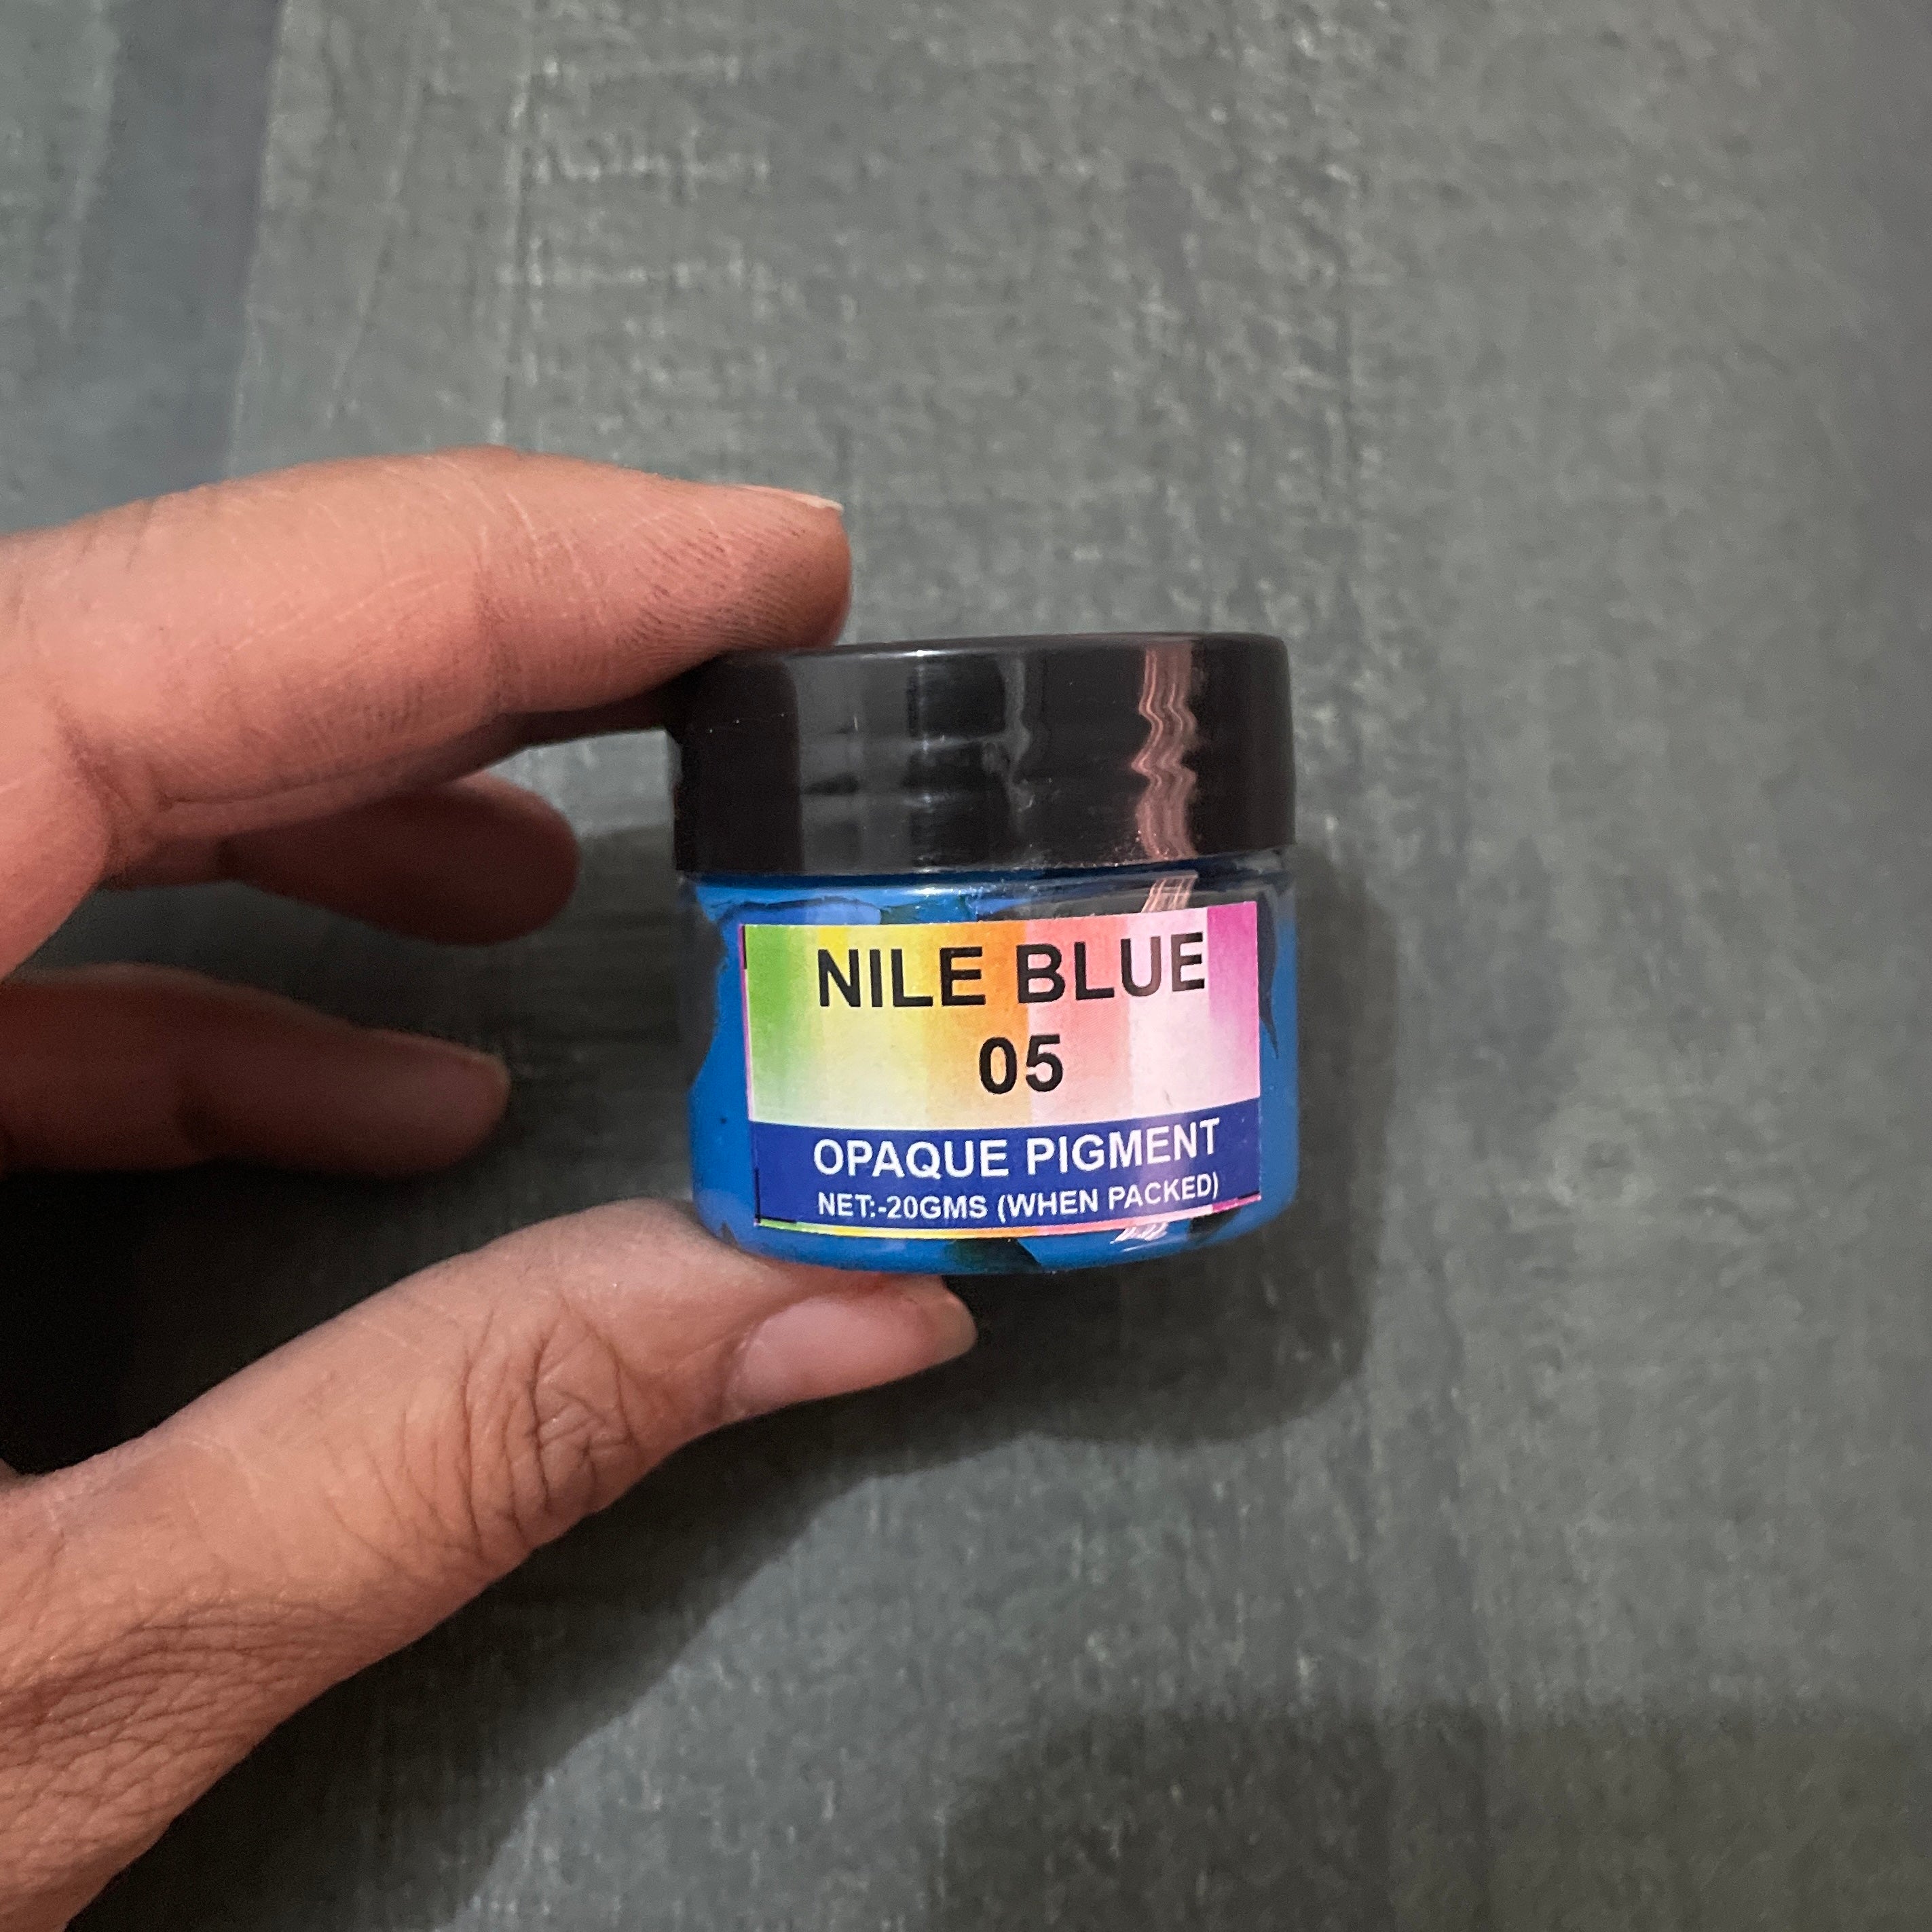 NILE BLUE
05
OPAQUE PIGMENT
NET:-20GMS (WHEN PACKED)